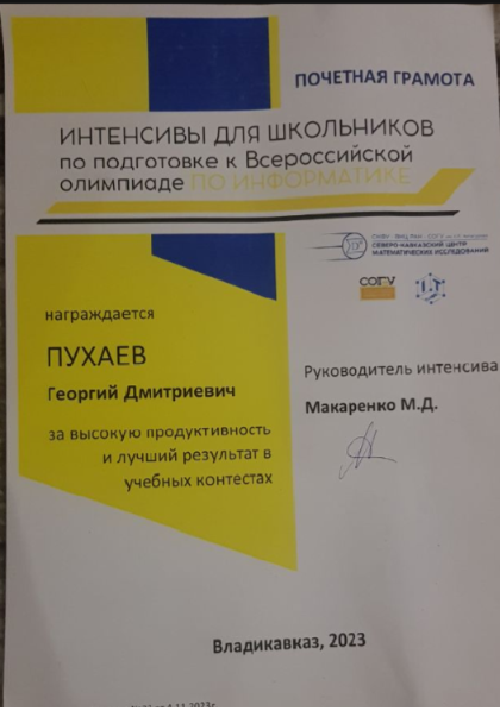 ПОЧЕТНАЯ ГРАМОТА
ИНТЕНСИВЫ ДЛЯ ШКОЛЬНИКОВ
по подготовке к Всероссийской
олимпиаде ПО ИНФОРМАТИКЕ
СЕВЕРО-КАВКАЗСКИЙ ЦЕНТР
МАТЕМАТИЧЕСКИХ ИССЛЕДОВАНИЙ
СОГУ
награждается
ПУХАЕВ
Георгий Дмитриевич
за высокую продуктивность
и лучший результат в
учебных контестах
Руководитель интенсива
Макаренко М.Д.
Владикавказ, 2023